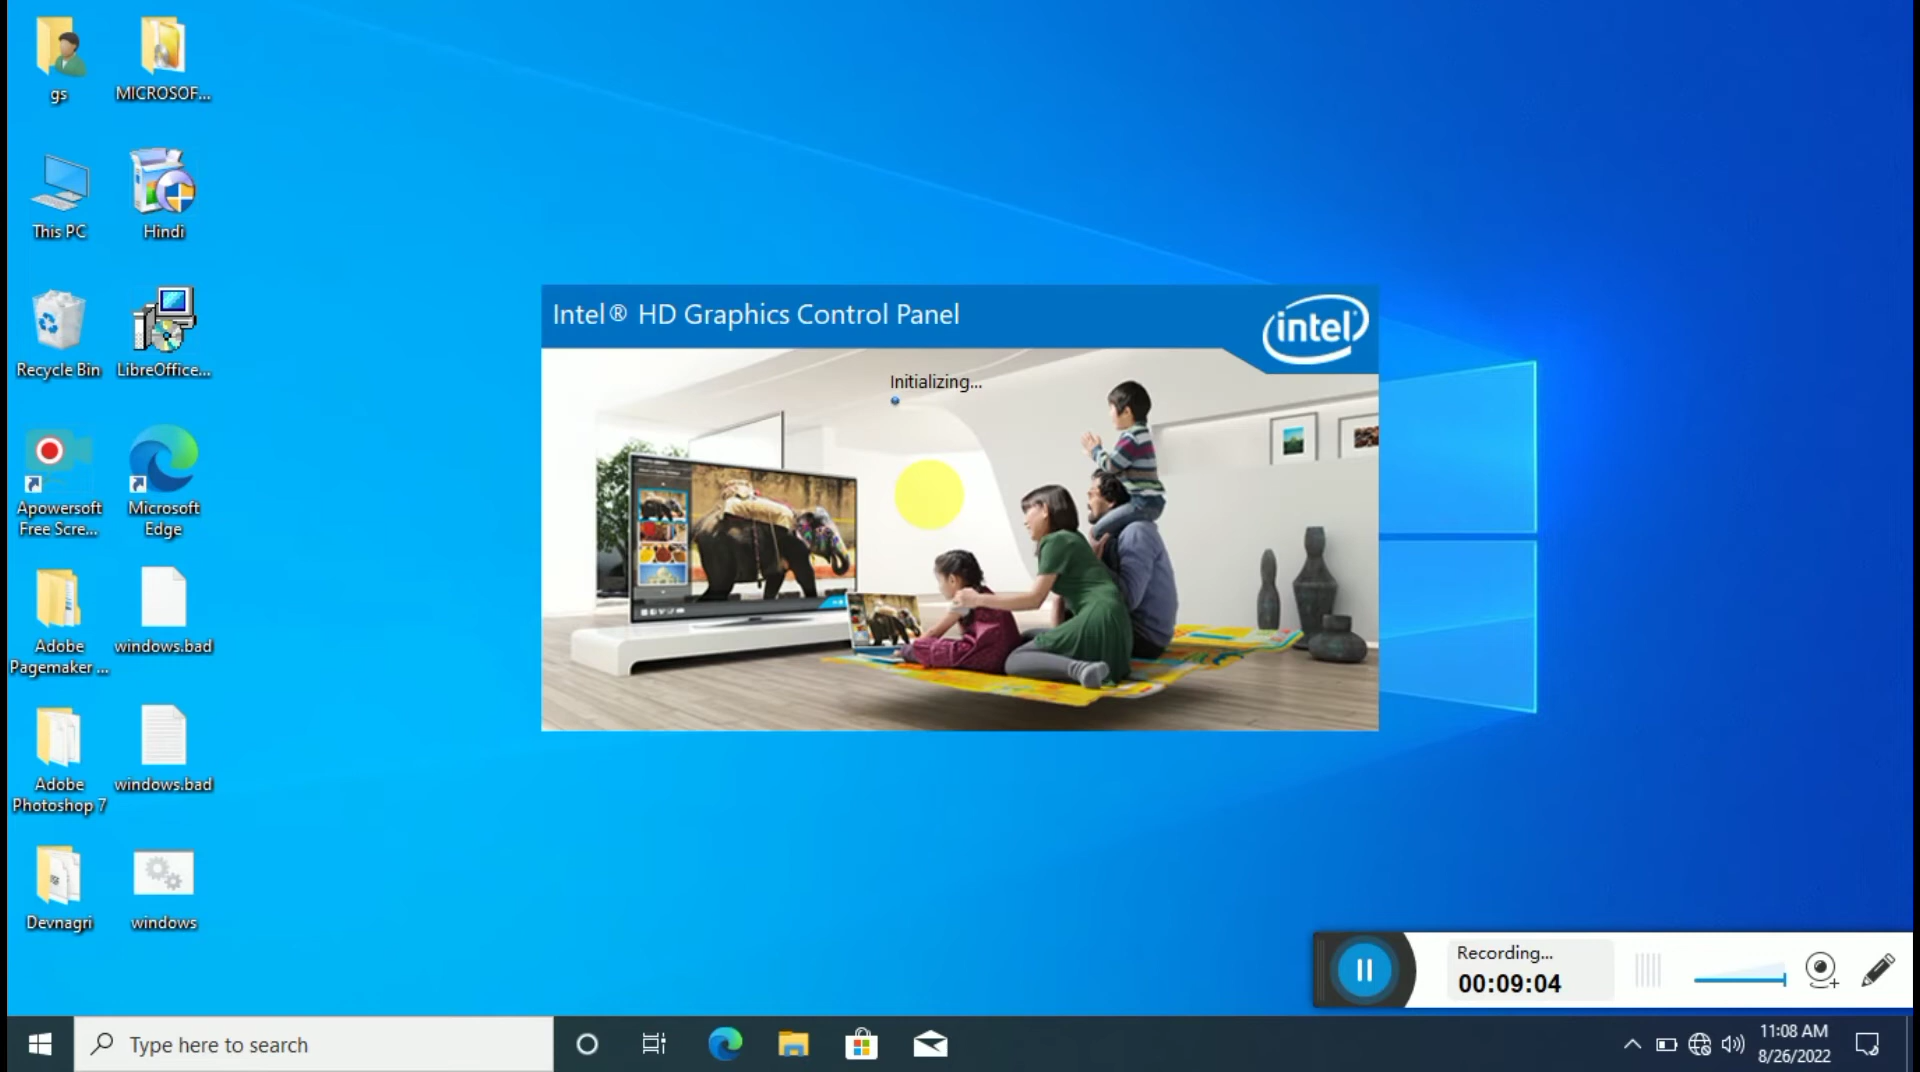 gs
MICROSOF...
This PC
Hindi
Recycle Bin
LibreOffice...
Apowersoft
Free Scre...
Microsoft
Edge
Adobe
Pagemaker ...
windows.bad
Adobe
Photoshop 7
windows.bad
Devnagri
windows
Intel® HD Graphics Control Panel
intel
Initializing...
Recording...
00:09:04
Type here to search
11:08 AM
8/26/2022